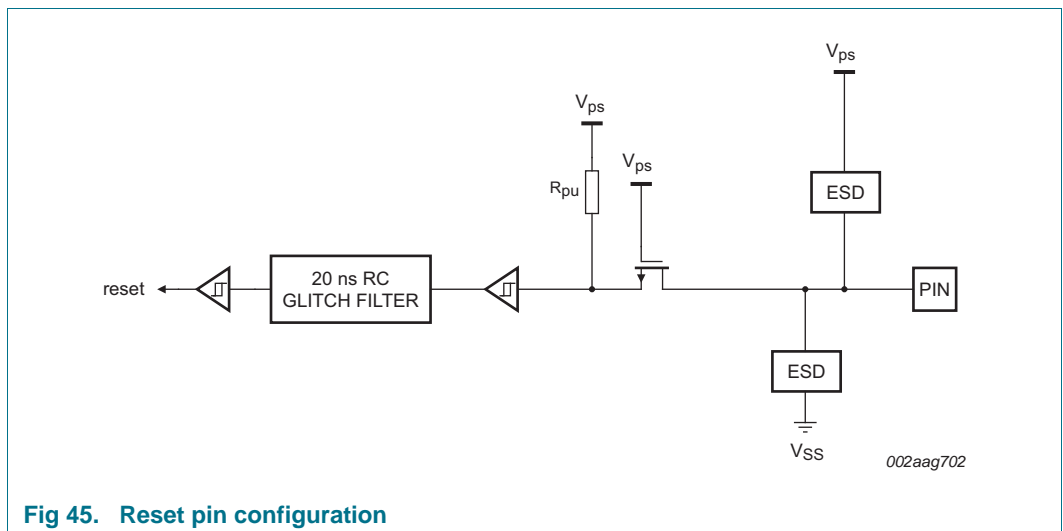 Vps
Vps
Vps
Rpu
ESD
reset
20 ns RC
GLITCH FILTER
PIN
ESD
VSS
002aag702
Fig 45. Reset pin configuration